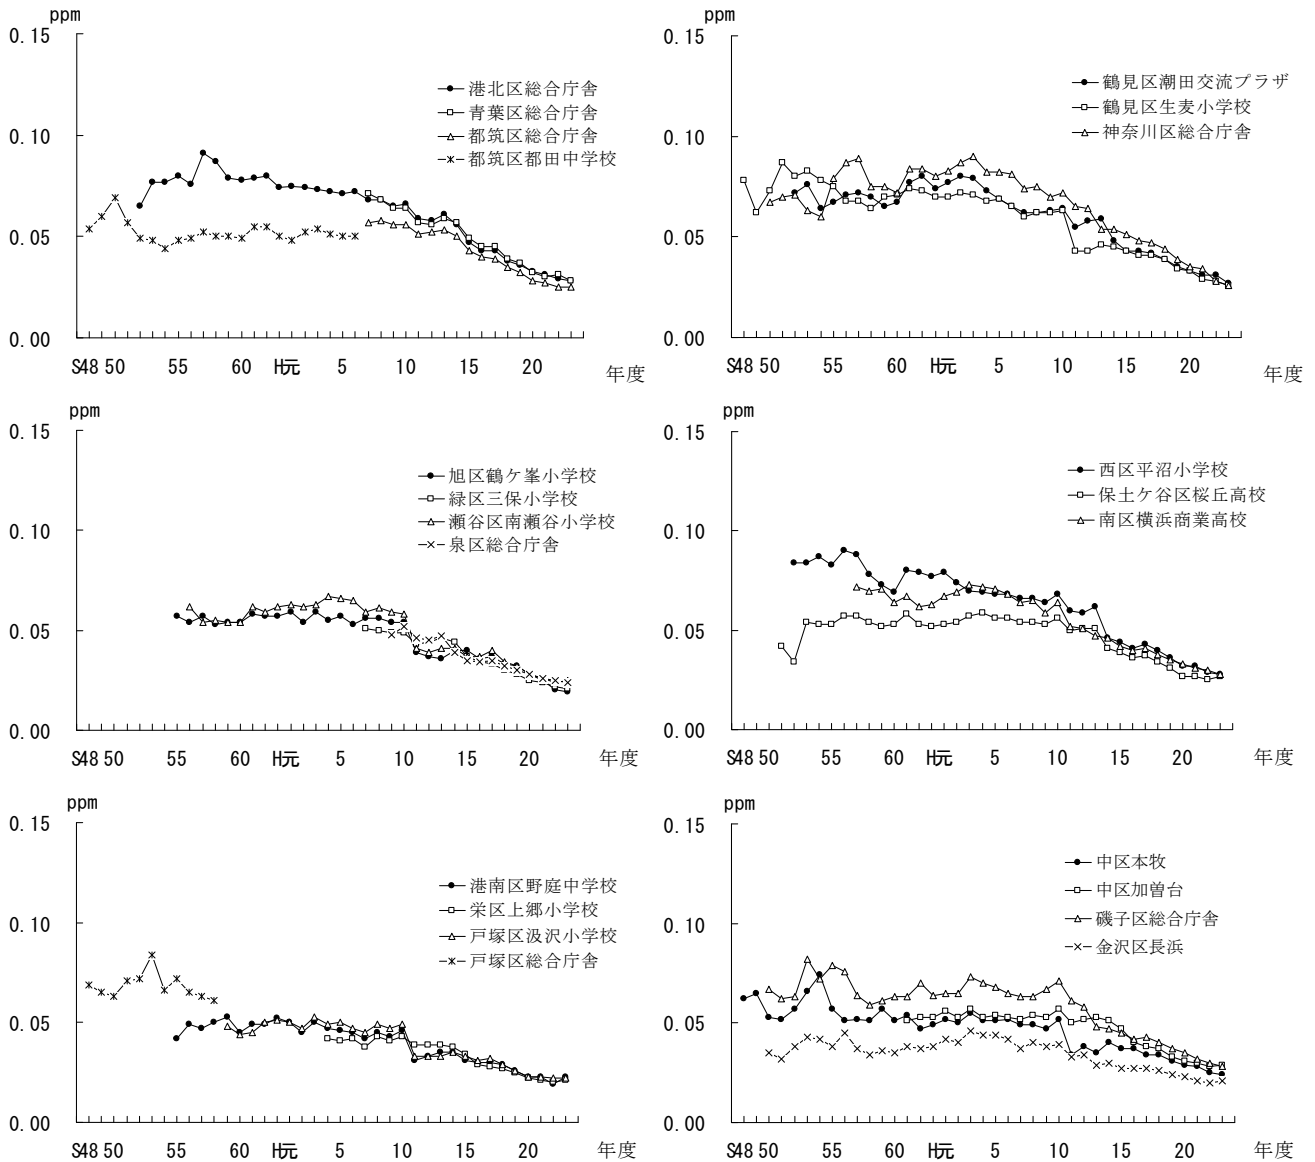 ppm
0.15
0.10
0.05
0.00
港北区総合庁舎
青葉区総合庁舎
都筑区総合庁舎
都筑区都田中学校
S48 50 55 60 H元 5 10 15 20 年度
ppm
0.15
0.10
0.05
0.00
鶴見区潮田交流プラザ
鶴見区生麦小学校
神奈川区総合庁舎
S48 50 55 60 H元 5 10 15 20 年度
ppm
0.15
0.10
0.05
0.00
旭区鶴ケ峯小学校
緑区三保小学校
瀬谷区南瀬谷小学校
泉区総合庁舎
S48 50 55 60 H元 5 10 15 20 年度
ppm
0.15
0.10
0.05
0.00
西区平沼小学校
保土ケ谷区桜丘高校
南区横浜商業高校
S48 50 55 60 H元 5 10 15 20 年度
ppm
0.15
0.10
0.05
0.00
港南区野庭中学校
栄区上郷小学校
戸塚区汲沢小学校
戸塚区総合庁舎
S48 50 55 60 H元 5 10 15 20 年度
ppm
0.15
0.10
0.05
0.00
中区本牧
中区加曽台
磯子区総合庁舎
金沢区長浜
S48 50 55 60 H元 5 10 15 20 年度